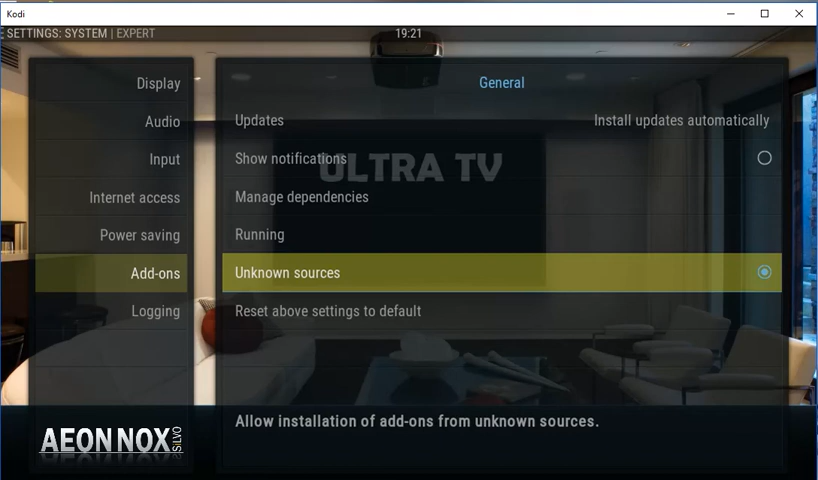 Kodi
SETTINGS: SYSTEM | EXPERT
19:21
Display
Audio
Input
Internet access
Power saving
Add-ons
Logging
General
Updates Install updates automatically
Show notifications
ULTRA TV
Manage dependencies
Running
Unknown sources
Reset above settings to default
Allow installation of add-ons from unknown sources.
AEON NOX
SILVO